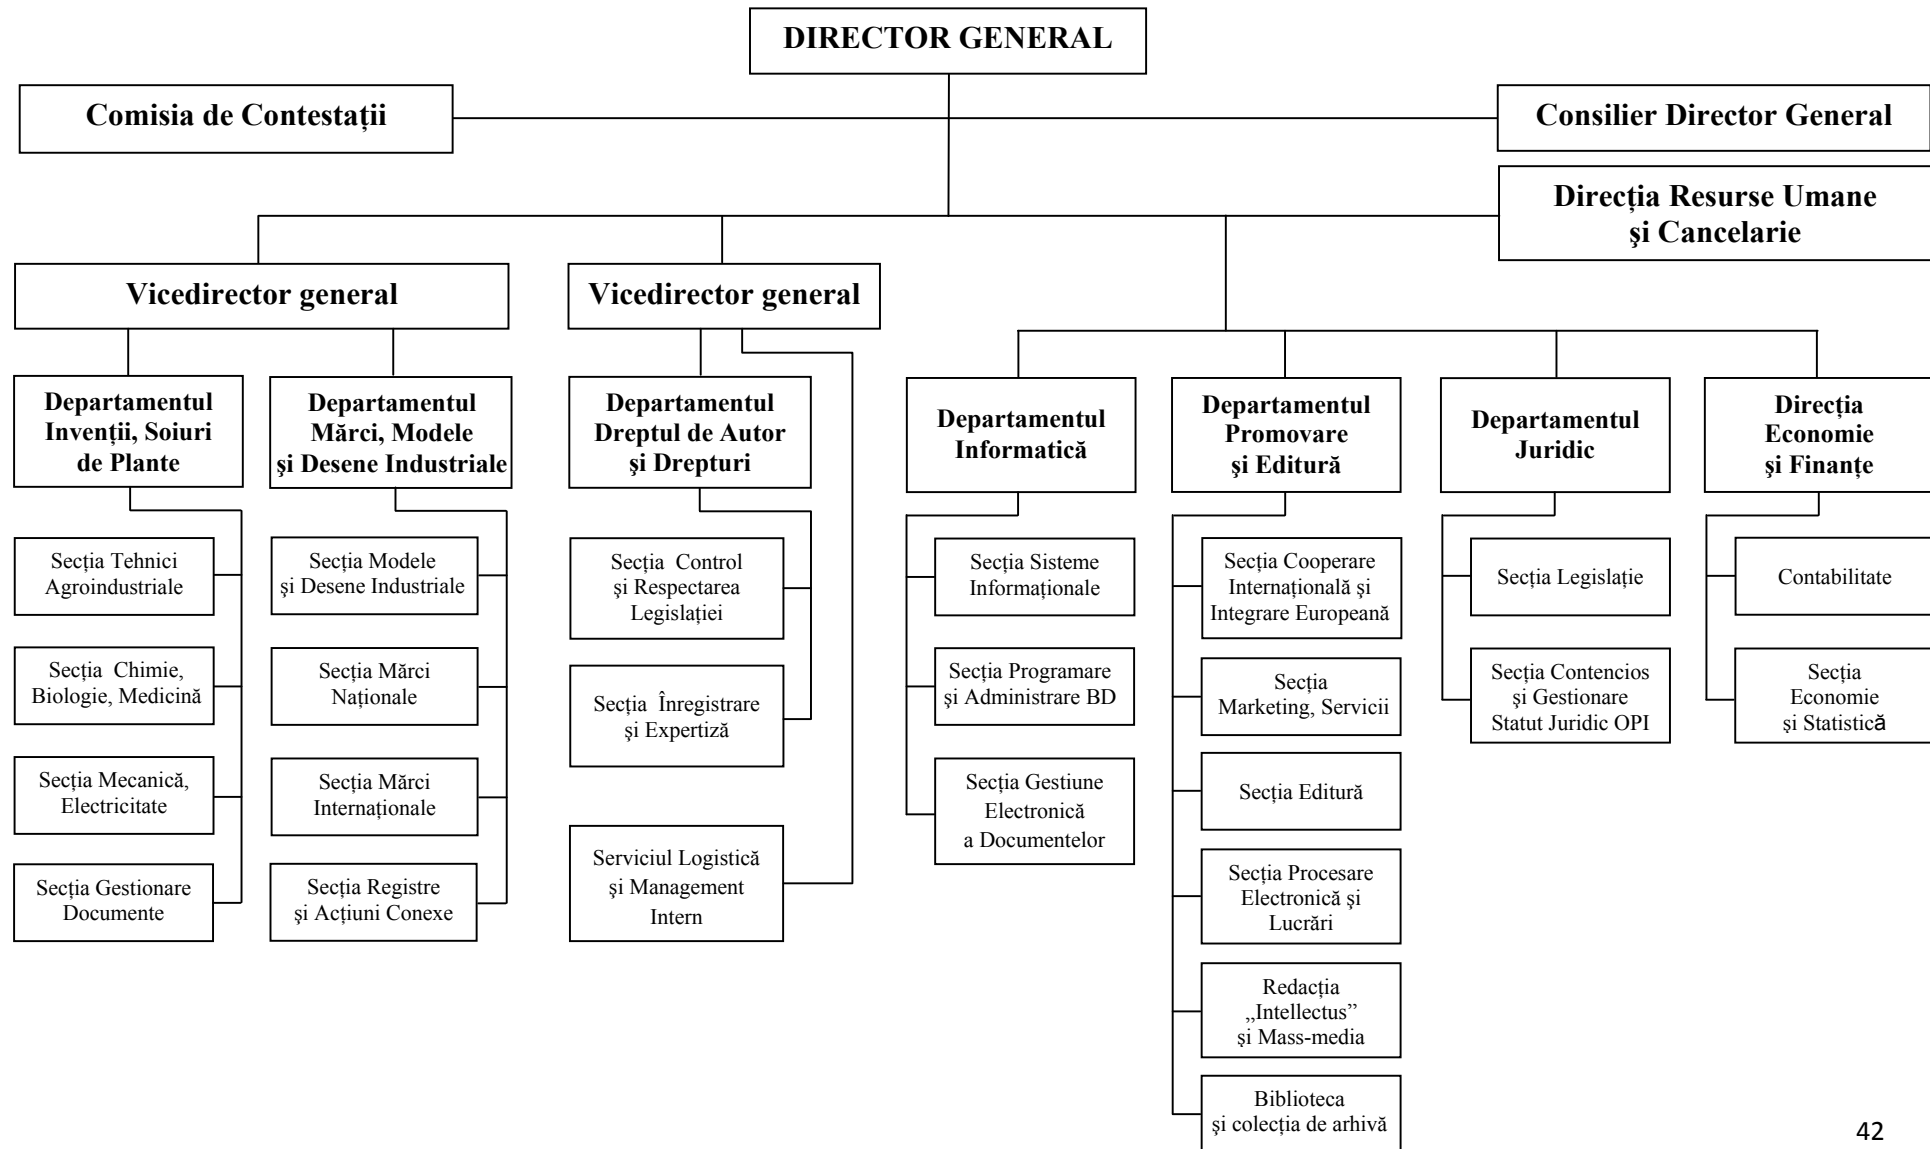 DIRECTOR GENERAL
Comisia de Contestații
Consilier Director General
Direcția Resurse Umane
şi Cancelarie
Vicedirector general
Vicedirector general
Departamentul
Invenții, Soiuri
de Plante
Departamentul
Mărci, Modele
şi Desene Industriale
Departamentul
Dreptul de Autor
şi Drepturi
Departamentul
Informatică
Departamentul
Promovare
şi Editură
Departamentul
Juridic
Direcția
Economie
şi Finanțe
Secția Tehnici
Agroindustriale
Secția Chimie,
Biologie, Medicină
Secția Mecanică,
Electricitate
Secția Gestionare
Documente
Secția Modele
şi Desene Industriale
Secția Mărci
Naționale
Secția Mărci
Internaționale
Secția Registre
şi Acțiuni Conexe
Secția Control
şi Respectarea
Legislației
Secția Înregistrare
şi Expertiză
Serviciul Logistică
şi Management
Intern
Secția Sisteme
Informaționale
Secția Programare
şi Administrare BD
Secția Gestiune
Electronică
a Documentelor
Secția Cooperare
Internațională şi
Integrare Europeană
Secția
Marketing, Servicii
Secția Editură
Secția Procesare
Electronică şi
Lucrări
Redacția
„Intellectus”
şi Mass-media
Biblioteca
şi colecția de arhivă
Secția Legislație
Secția Contencios
şi Gestionare
Statut Juridic OPI
Contabilitate
Secția
Economie
şi Statistică
42